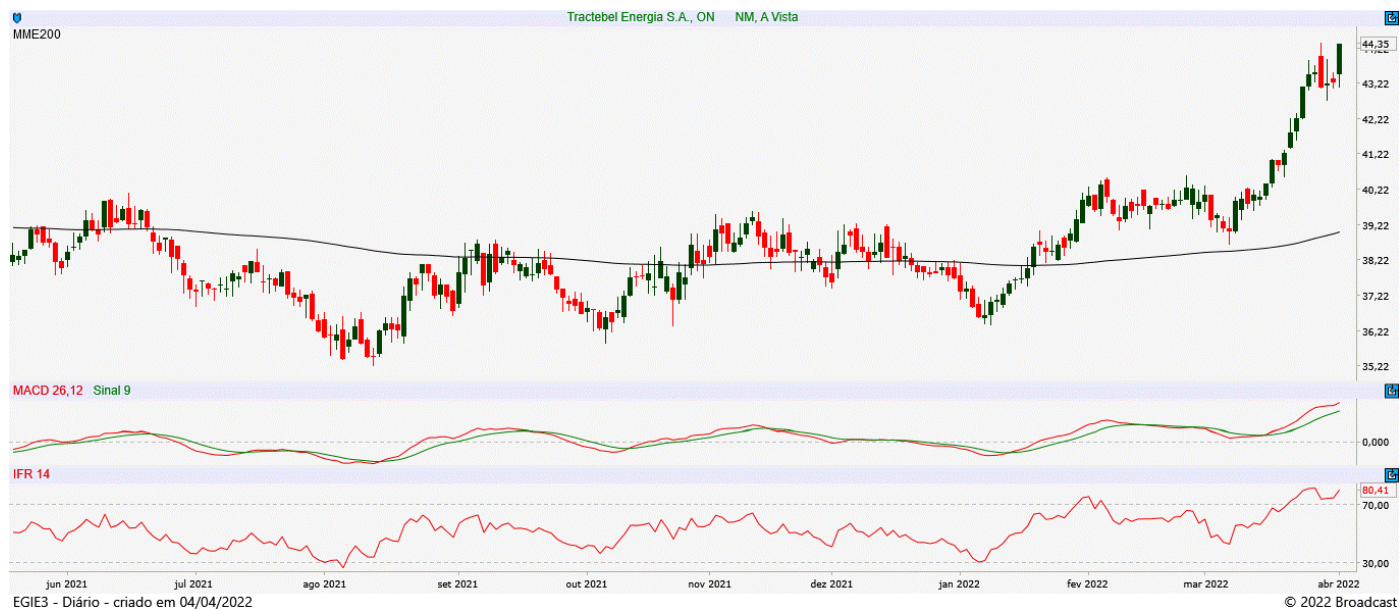 Tractebel Energia S.A., ON NM, A Vista
MME200
44,35
44,22
43,22
42,22
41,22
40,22
39,22
38,22
37,22
36,22
35,22
MACD 26,12 Sinal 9
0,000
IFR 14
80,41
70,00
30,00
jun 2021 jul 2021 ago 2021 set 2021 out 2021 nov 2021 dez 2021 jan 2022 fev 2022 mar 2022 abr 2022
EGIE3 - Diário - criado em 04/04/2022 © 2022 Broadcast